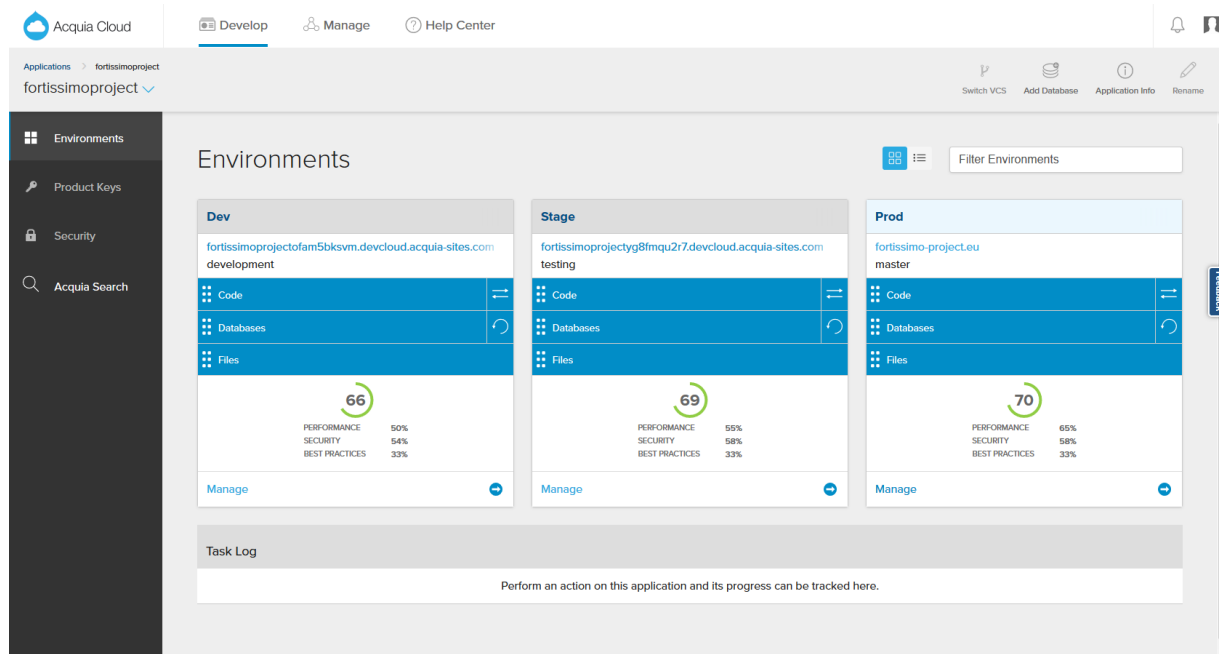 Acquia Cloud
Develop
Manage
? Help Center
Applications > fortissimoproject
fortissimoproject
Switch VCS
Add Database
Application Info
Rename
Environments
Product Keys
Security
Acquia Search
Environments
Filter Environments
Dev
fortissimoprojectofam5bksvm.devcloud.acquia-sites.com
development
Code
Databases
Files
66
PERFORMANCE 50%
SECURITY 54%
BEST PRACTICES 33%
Manage
Stage
fortissimoprojectyg8fmqu2r7.devcloud.acquia-sites.com
testing
Code
Databases
Files
69
PERFORMANCE 55%
SECURITY 58%
BEST PRACTICES 33%
Manage
Prod
fortissimo-project.eu
master
Code
Databases
Files
70
PERFORMANCE 65%
SECURITY 58%
BEST PRACTICES 33%
Manage
Feedback
Task Log
Perform an action on this application and its progress can be tracked here.